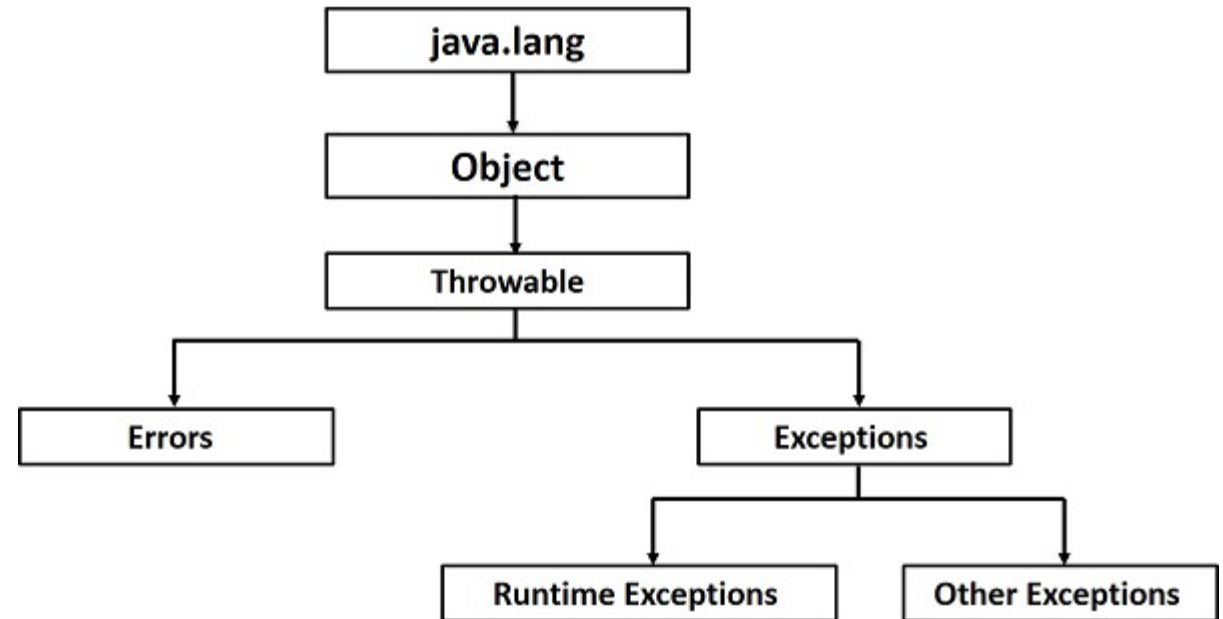 java.lang
Object
Throwable
Errors
Exceptions
Runtime Exceptions
Other Exceptions